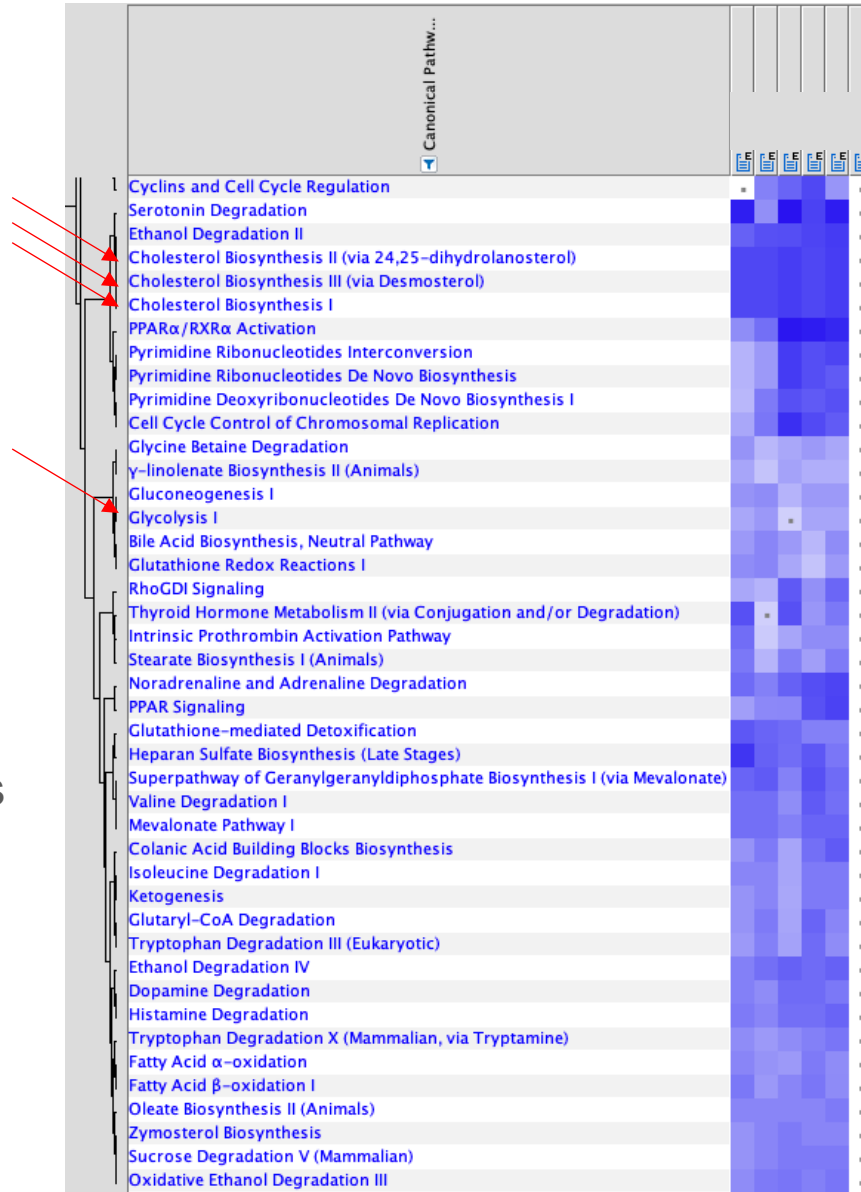 Canonical Pathw...
E E E E E
Cyclins and Cell Cycle Regulation
Serotonin Degradation
Ethanol Degradation II
Cholesterol Biosynthesis II (via 24,25-dihydrolanosterol)
Cholesterol Biosynthesis III (via Desmosterol)
Cholesterol Biosynthesis I
PPARα/RXRα Activation
Pyrimidine Ribonucleotides Interconversion
Pyrimidine Ribonucleotides De Novo Biosynthesis
Pyrimidine Deoxyribonucleotides De Novo Biosynthesis I
Cell Cycle Control of Chromosomal Replication
Glycine Betaine Degradation
γ-linolenate Biosynthesis II (Animals)
Gluconeogenesis I
Glycolysis I
Bile Acid Biosynthesis, Neutral Pathway
Glutathione Redox Reactions I
RhoGDI Signaling
Thyroid Hormone Metabolism II (via Conjugation and/or Degradation)
Intrinsic Prothrombin Activation Pathway
Stearate Biosynthesis I (Animals)
Noradrenaline and Adrenaline Degradation
PPAR Signaling
Glutathione-mediated Detoxification
Heparan Sulfate Biosynthesis (Late Stages)
Superpathway of Geranylgeranyldiphosphate Biosynthesis I (via Mevalonate)
s
Valine Degradation I
Mevalonate Pathway I
Colanic Acid Building Blocks Biosynthesis
Isoleucine Degradation I
Ketogenesis
Glutaryl-CoA Degradation
Tryptophan Degradation III (Eukaryotic)
Ethanol Degradation IV
Dopamine Degradation
Histamine Degradation
Tryptophan Degradation X (Mammalian, via Tryptamine)
Fatty Acid α-oxidation
Fatty Acid β-oxidation I
Oleate Biosynthesis II (Animals)
Zymosterol Biosynthesis
Sucrose Degradation V (Mammalian)
Oxidative Ethanol Degradation III